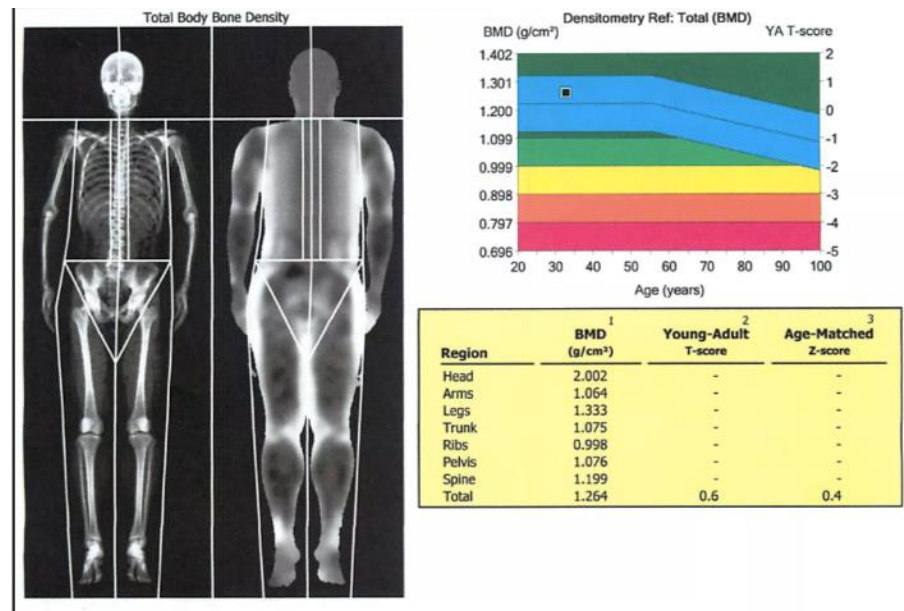 Total Body Bone Density
Densitometry Ref: Total (BMD)
BMD (g/cm²) YA T-score
1.402 2
1.301 1
1.200 0
1.099 -1
0.999 -2
0.898 -3
0.797 -4
0.696 -5
20 30 40 50 60 70 80 90 100
Age (years)
1 2 3
BMD Young-Adult Age-Matched
Region (g/cm²) T-score Z-score
Head 2.002 - -
Arms 1.064 - -
Legs 1.333 - -
Trunk 1.075 - -
Ribs 0.998 - -
Pelvis 1.076 - -
Spine 1.199 - -
Total 1.264 0.6 0.4